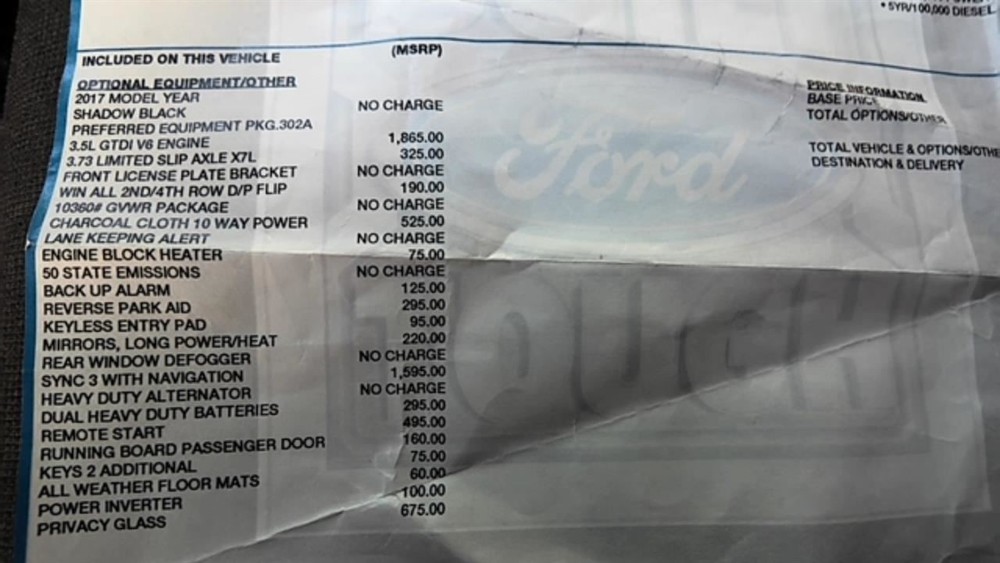 • 5YR/100,000 DIESEL
INCLUDED ON THIS VEHICLE (MSRP)
OPTIONAL EQUIPMENT/OTHER
2017 MODEL YEAR
SHADOW BLACK NO CHARGE
PREFERRED EQUIPMENT PKG.302A
3.5L GTDI V6 ENGINE 1,865.00
3.73 LIMITED SLIP AXLE X7L 325.00
FRONT LICENSE PLATE BRACKET NO CHARGE
WIN ALL 2ND/4TH ROW D/P FLIP 190.00
10360# GVWR PACKAGE NO CHARGE
CHARCOAL CLOTH 10 WAY POWER 525.00
LANE KEEPING ALERT NO CHARGE
ENGINE BLOCK HEATER 75.00
50 STATE EMISSIONS NO CHARGE
BACK UP ALARM 125.00
REVERSE PARK AID 295.00
KEYLESS ENTRY PAD 95.00
MIRRORS, LONG POWER/HEAT 220.00
REAR WINDOW DEFOGGER NO CHARGE
SYNC 3 WITH NAVIGATION 1,595.00
HEAVY DUTY ALTERNATOR NO CHARGE
DUAL HEAVY DUTY BATTERIES 295.00
REMOTE START 495.00
RUNNING BOARD PASSENGER DOOR 160.00
KEYS 2 ADDITIONAL 75.00
ALL WEATHER FLOOR MATS 60.00
POWER INVERTER 100.00
PRIVACY GLASS 675.00
PRICE INFORMATION
BASE PRICE
TOTAL OPTIONS/OTHER
TOTAL VEHICLE & OPTIONS/OTHE
DESTINATION & DELIVERY
Ford
TOUGH